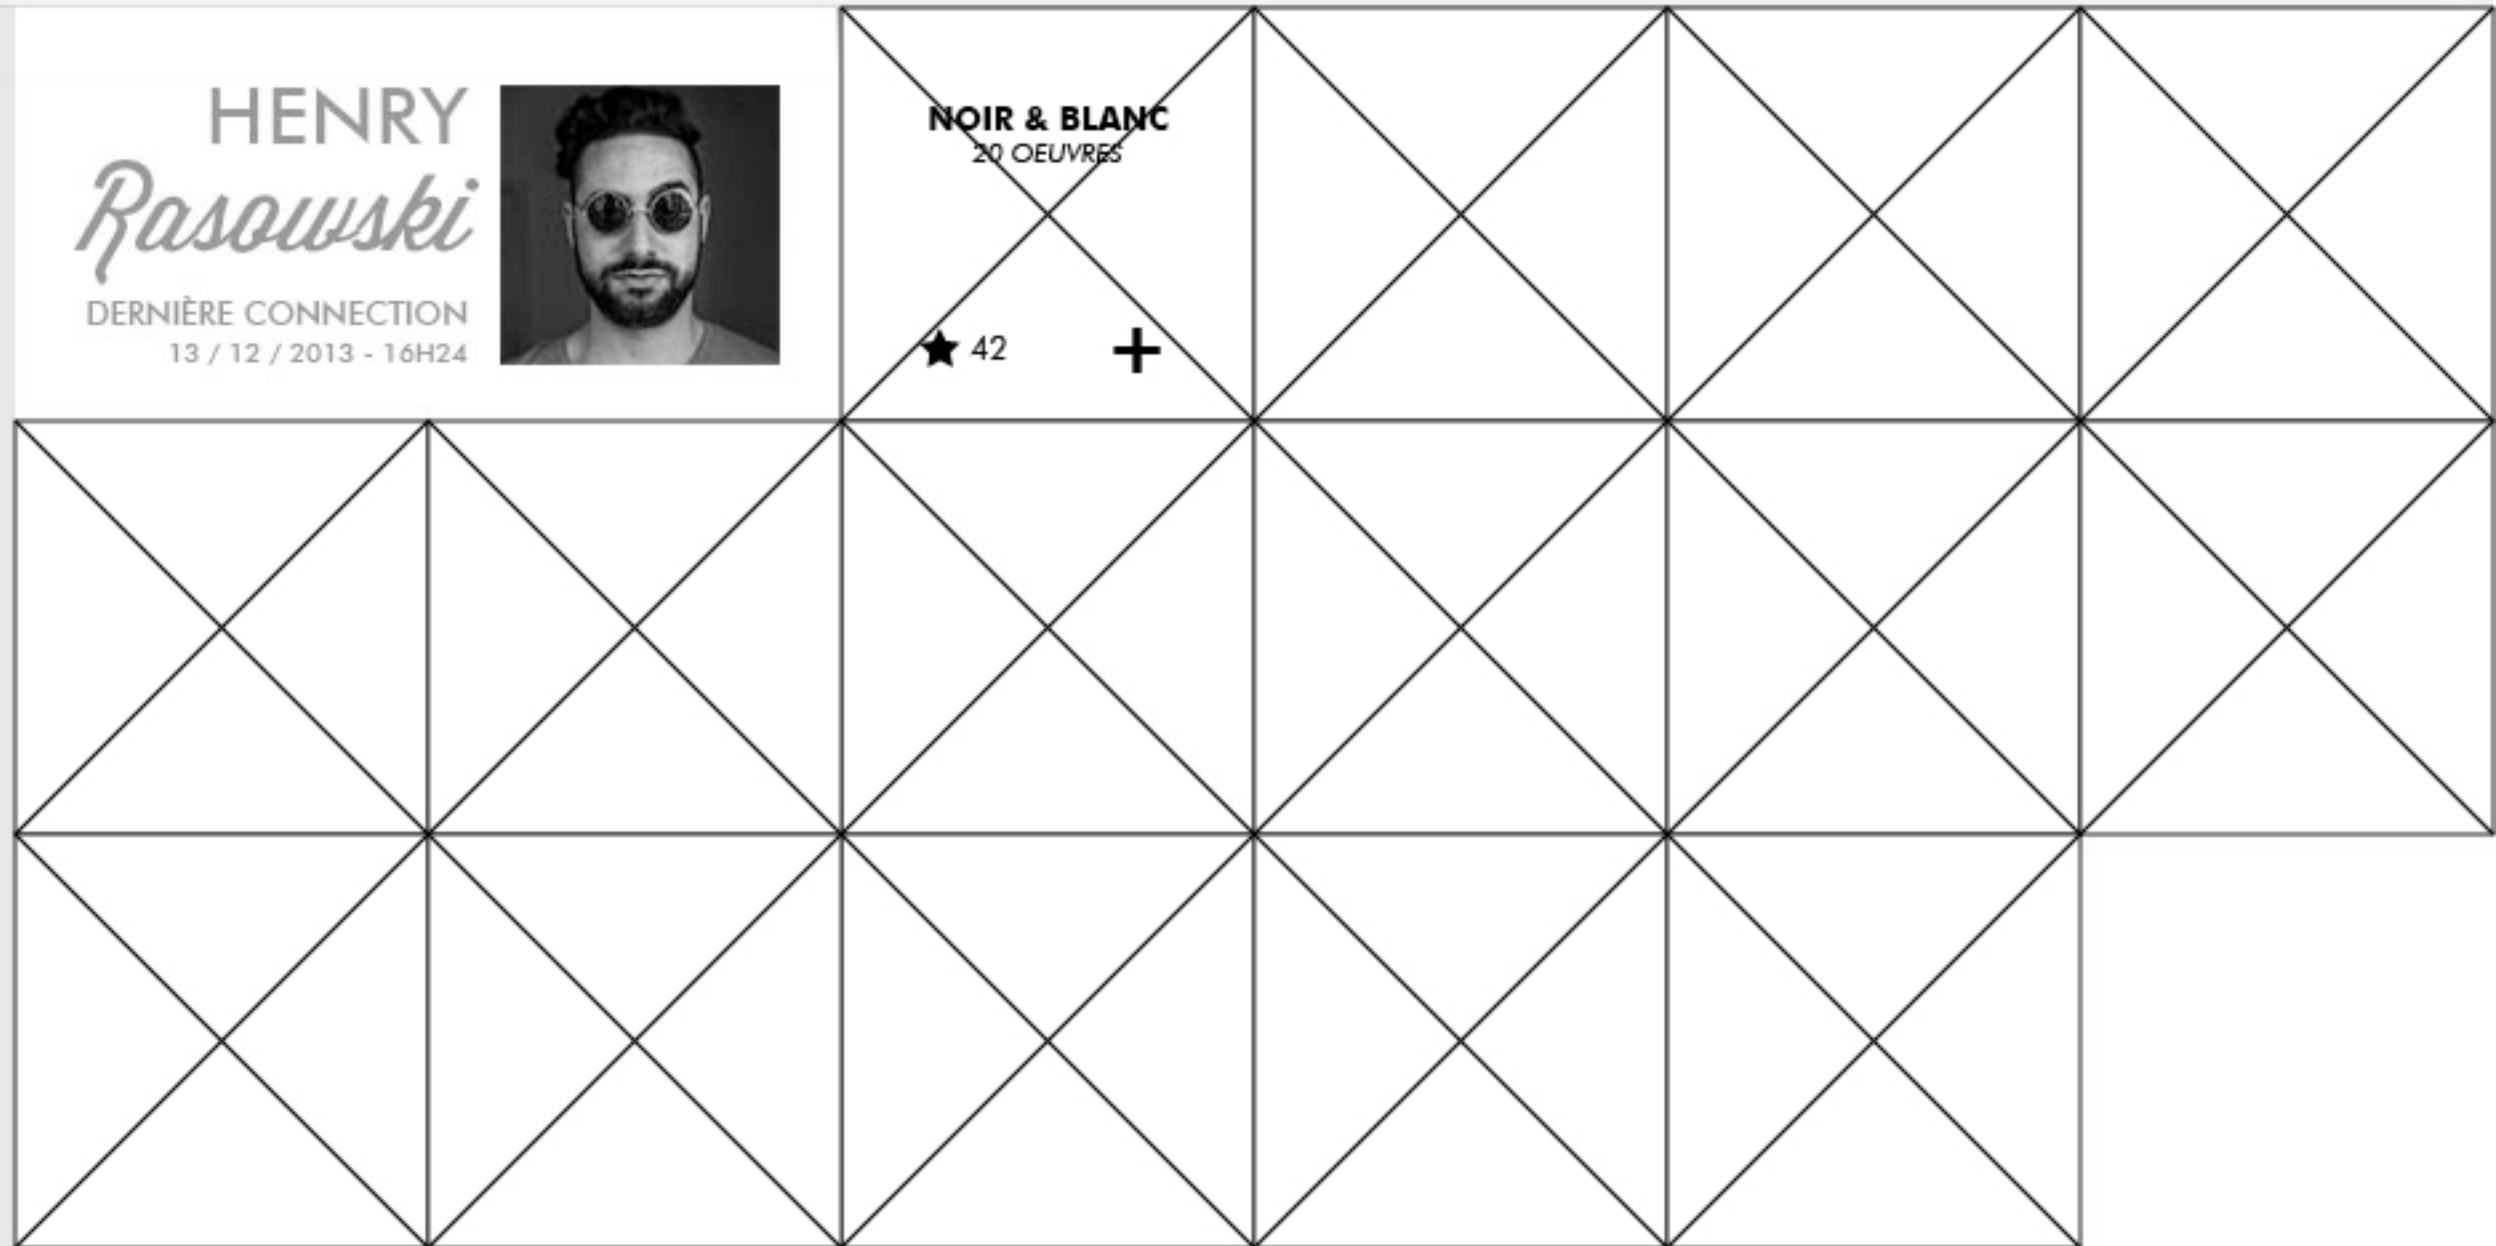 HENRY
Rasowski
DERNIÈRE CONNECTION
13 / 12 / 2013 - 16H24
NOIR & BLANC
20 OEUVRES
42